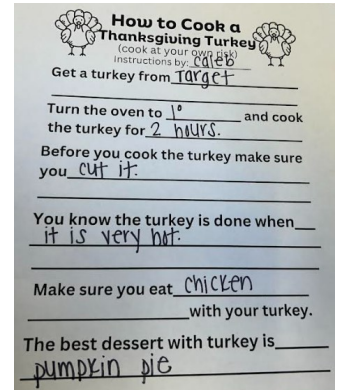 How to Cook a
Thanksgiving Turkey
(cook at your own risk)
Instructions by: caleb
Get a turkey from Target
Turn the oven to 1° and cook
the turkey for 2 hours.
Before you cook the turkey make sure
you cut it.
You know the turkey is done when
it is very hot.
Make sure you eat chicken
with your turkey.
The best dessert with turkey is
pumpkin pie